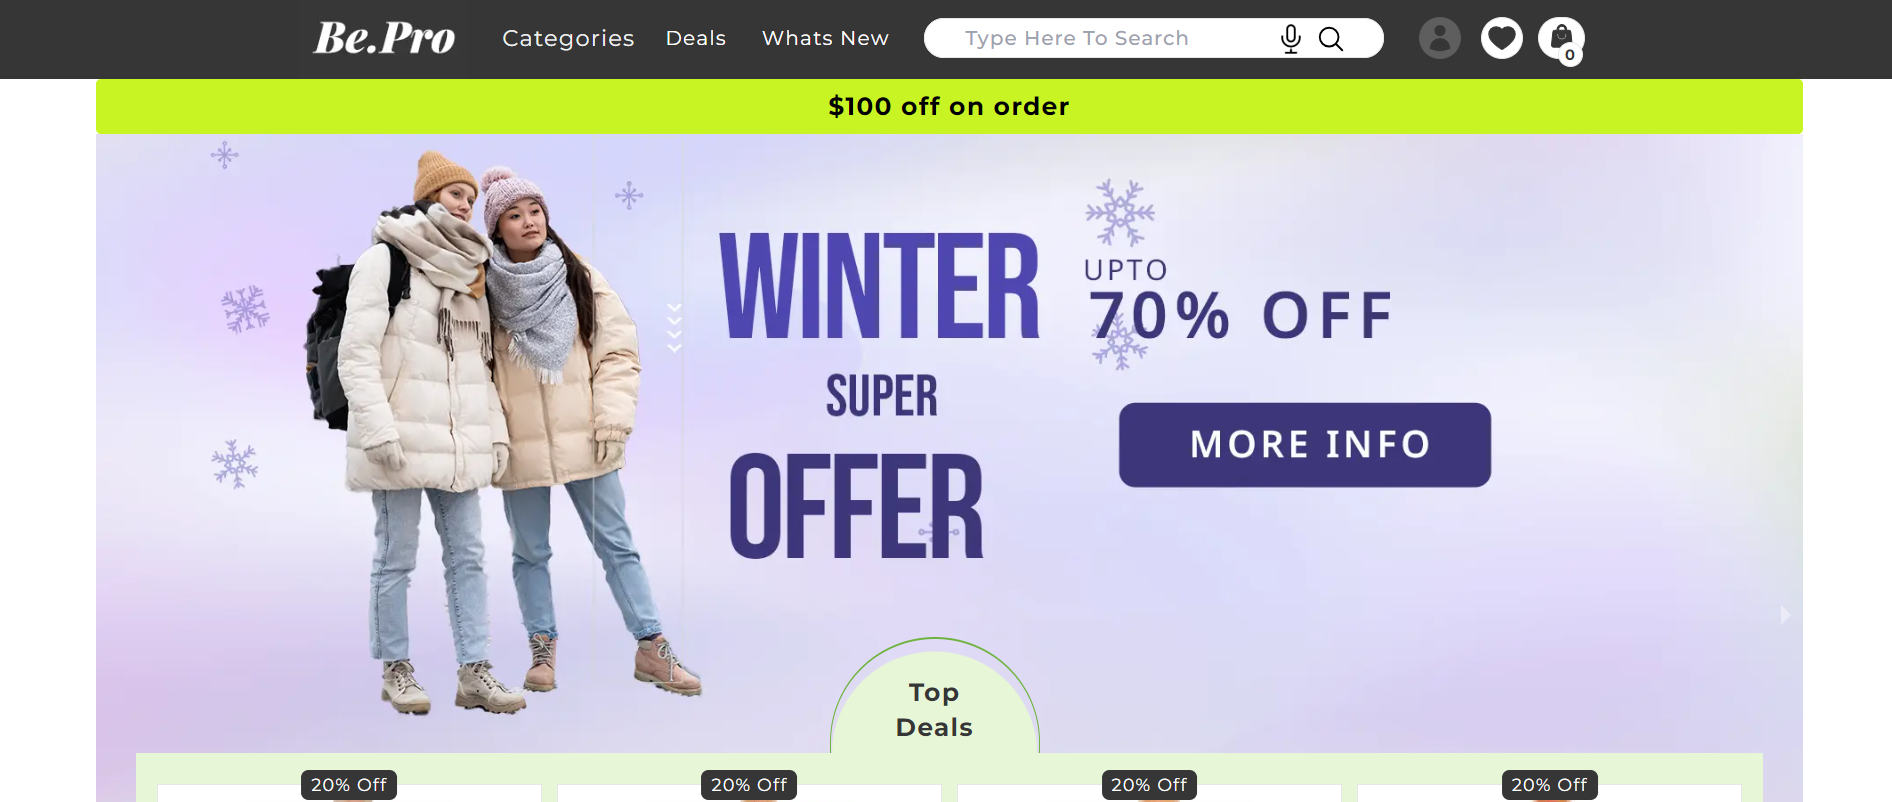 Be.Pro Categories Deals Whats New Type Here To Search 0
$100 off on order
WINTER
SUPER
OFFER
UPTO
70% OFF
MORE INFO
Top
Deals
20% Off 20% Off 20% Off 20% Off